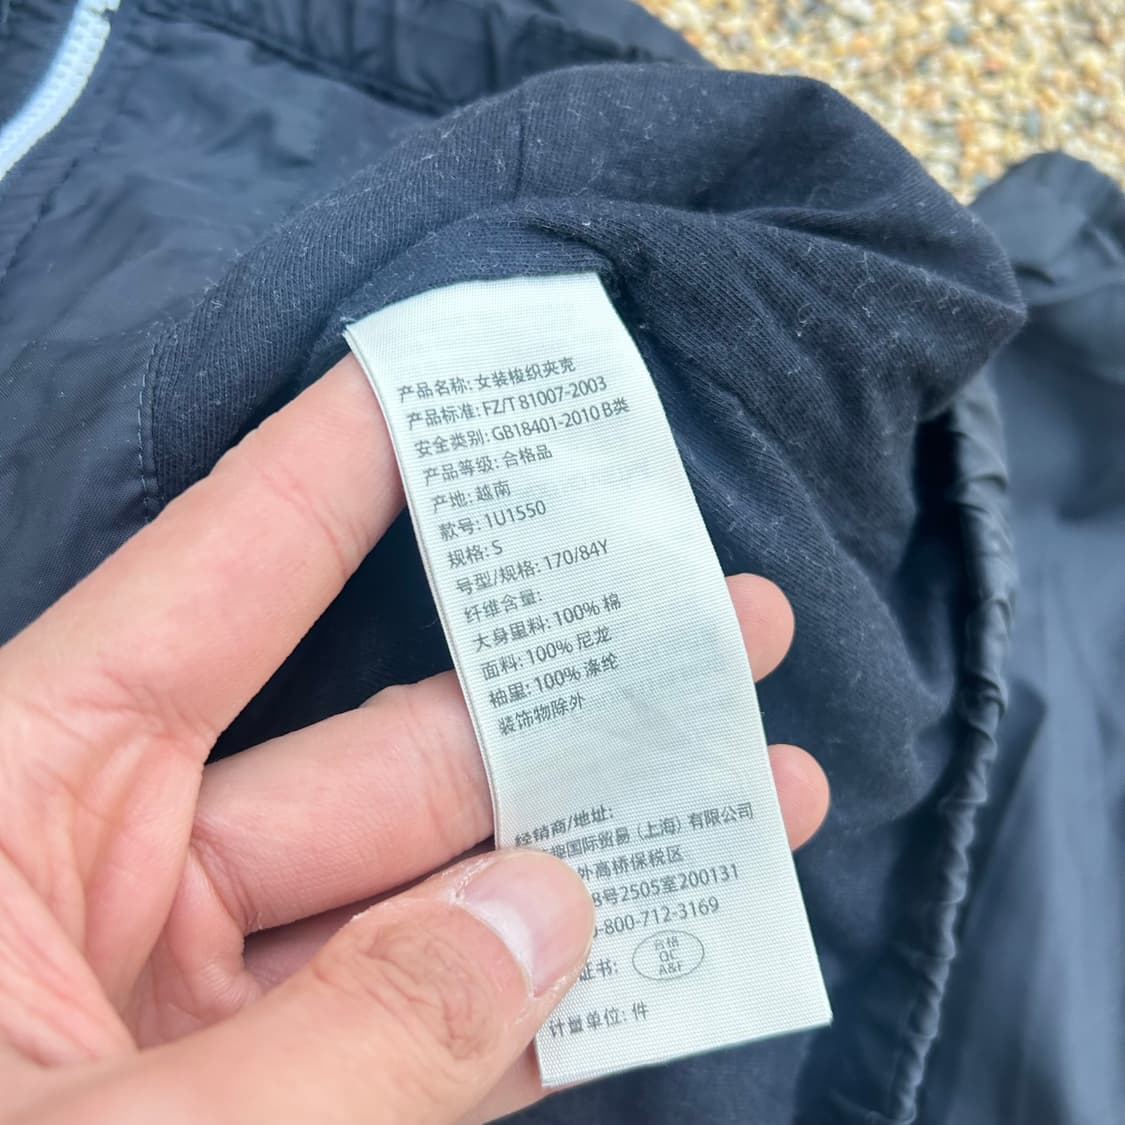 产品名称: 女装梭织夹克
产品标准: FZ/T 81007-2003
安全类别: GB18401-2010 B类
产品等级: 合格品
产地: 越南
款号: 1U1550
规格: S
号型/规格: 170/84Y
纤维含量:
大身里料: 100% 棉
面料: 100% 尼龙
袖里: 100% 涤纶
装饰物除外
经销商/地址:
趣国际贸易 (上海) 有限公司
外高桥保税区
8号2505室200131
-800-712-3169
证书:
合格
QC
A&F
计量单位: 件